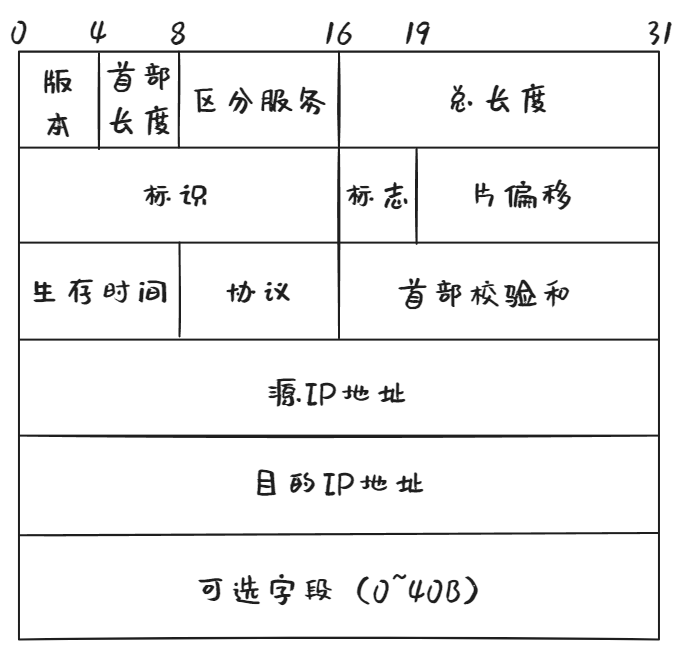 0 4 8 16 19 31
版本 首部长度 区分服务 总长度
标识 标志 片偏移
生存时间 协议 首部校验和
源IP地址
目的IP地址
可选字段（0~40B）